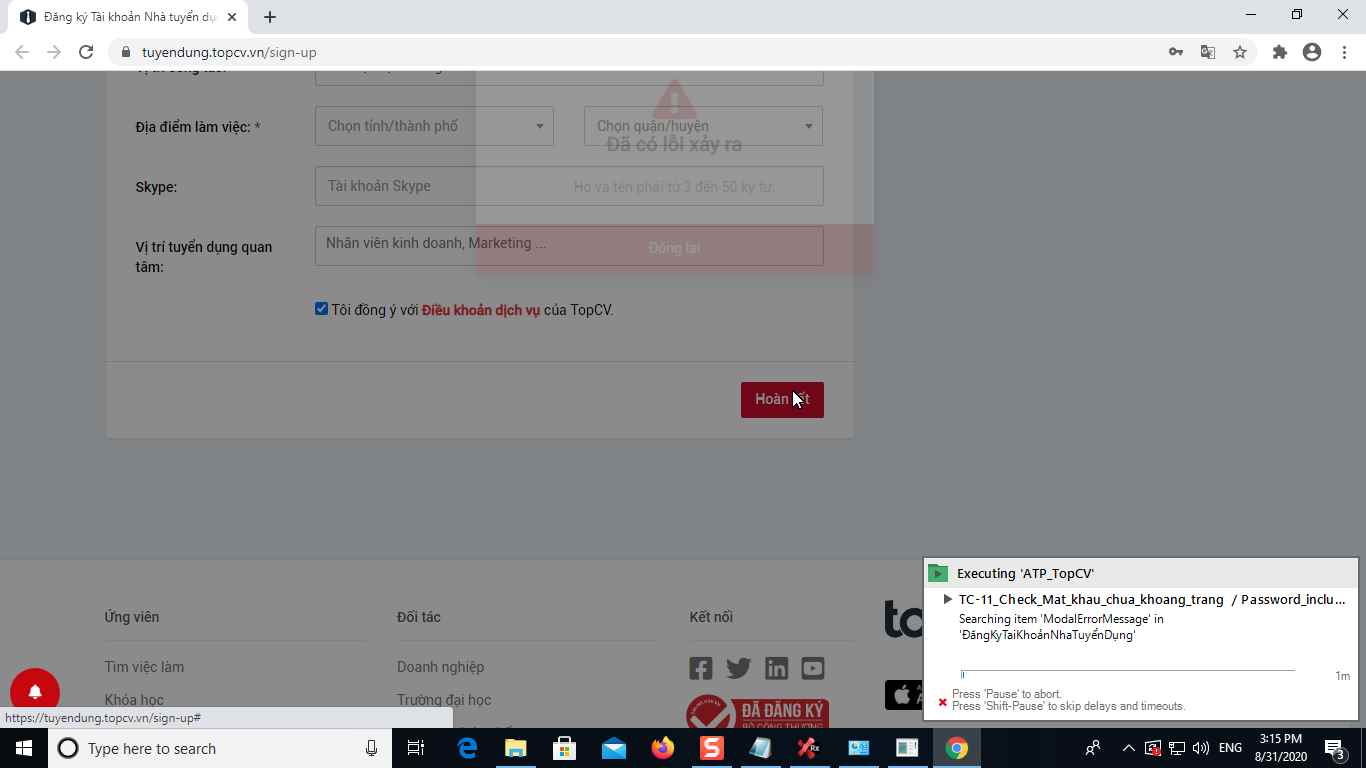 Đăng ký Tài khoản Nhà tuyển dụ
tuyendung.topcv.vn/sign-up
Địa điểm làm việc: *
Chọn tỉnh/thành phố
Chọn quận/huyện
Đã có lỗi xảy ra
Skype:
Tài khoản Skype
Họ và tên phải từ 3 đến 50 ký tự.
Vị trí tuyển dụng quan
tâm:
Nhân viên kinh doanh, Marketing ...
Đóng lại
Tôi đồng ý với Điều khoản dịch vụ của TopCV.
Hoàn tất
Ứng viên
Đối tác
Kết nối
Tìm việc làm
Doanh nghiệp
Khóa học
Trường đại học
ĐÃ ĐĂNG KÝ
BỘ CÔNG THƯƠNG
to
https://tuyendung.topcv.vn/sign-up#
Executing 'ATP_TopCV'
TC-11_Check_Mat_khau_chua_khoang_trang / Password_inclu...
Searching item 'ModalErrorMessage' in
'ĐăngKýTàiKhoảnNhàTuyểnDụng'
1m
Press 'Pause' to abort.
Press 'Shift-Pause' to skip delays and timeouts.
Type here to search
ENG
3:15 PM
8/31/2020
3